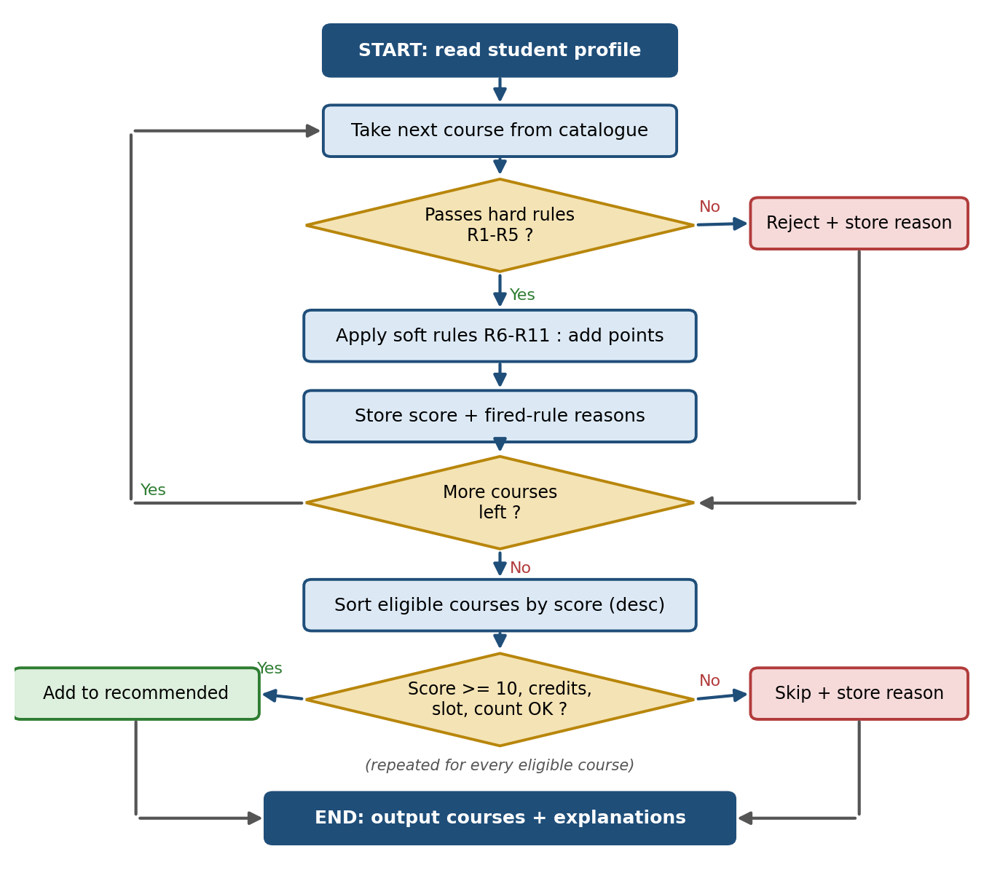 START: read student profile
Take next course from catalogue
Passes hard rules
R1-R5 ?
No
Reject + store reason
Yes
Apply soft rules R6-R11 : add points
Store score + fired-rule reasons
More courses
left ?
Yes
No
Sort eligible courses by score (desc)
Yes
Add to recommended
Score >= 10, credits,
slot, count OK ?
No
Skip + store reason
(repeated for every eligible course)
END: output courses + explanations